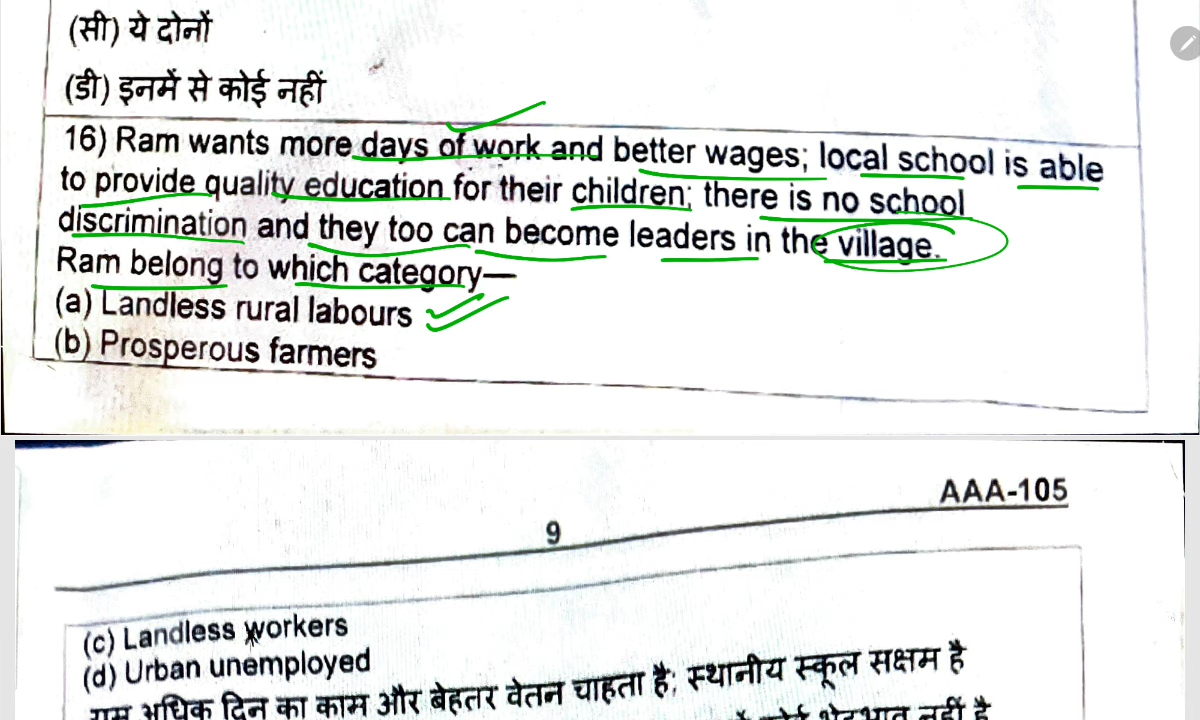 (सी) ये दोनों
(डी) इनमें से कोई नहीं
16) Ram wants more days of work and better wages; local school is able
to provide quality education for their children; there is no school
discrimination and they too can become leaders in the village.
Ram belong to which category—
(a) Landless rural labours
(b) Prosperous farmers
AAA-105
9
(c) Landless workers
(d) Urban unemployed
राम अधिक दिन का काम और बेहतर वेतन चाहता है; स्थानीय स्कूल सक्षम है
कोई भेदभाव नहीं है